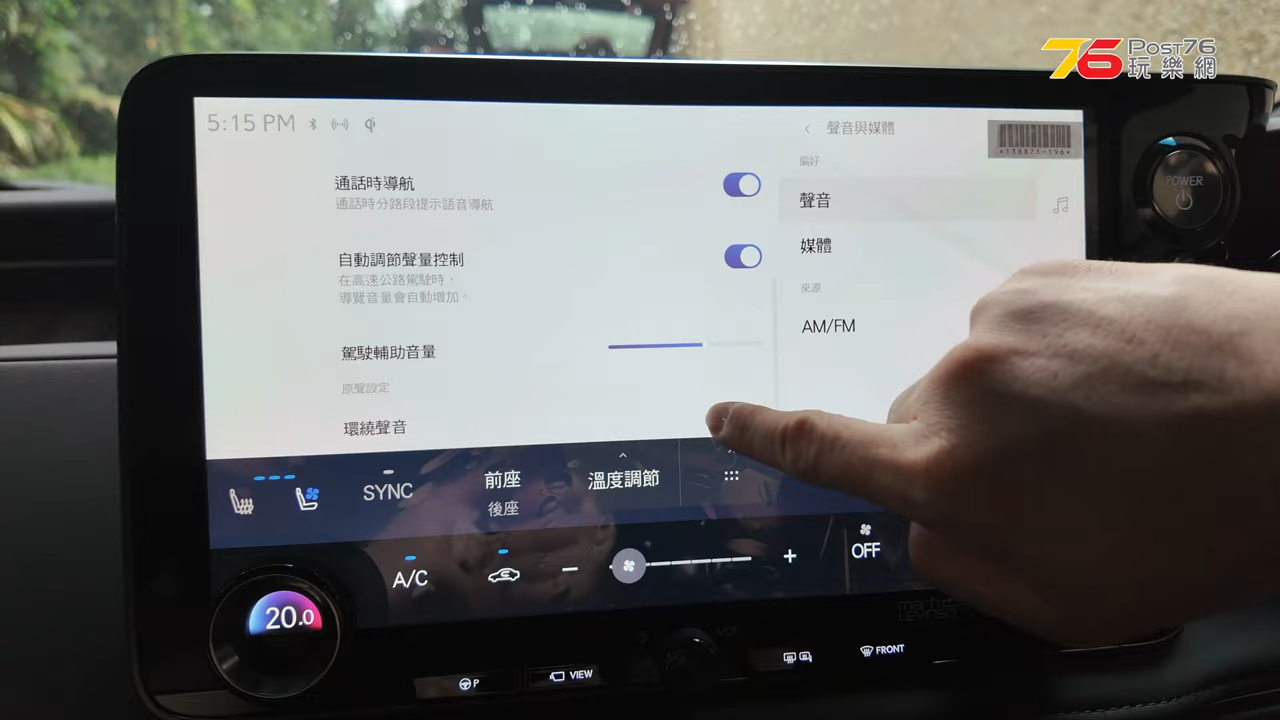 76 POST76
玩樂網
5:15 PM
聲音與媒體
偏好
通話時導航
通話時分路段提示語音導航
聲音
自動調節聲量控制
在高速公路駕駛時，
導覽音量會自動增加。
媒體
來源
AM/FM
駕駛輔助音量
原聲設定
環繞聲音
POWER
SYNC
前座
後座
溫度調節
A/C
OFF
20.0
P
VIEW
FRONT